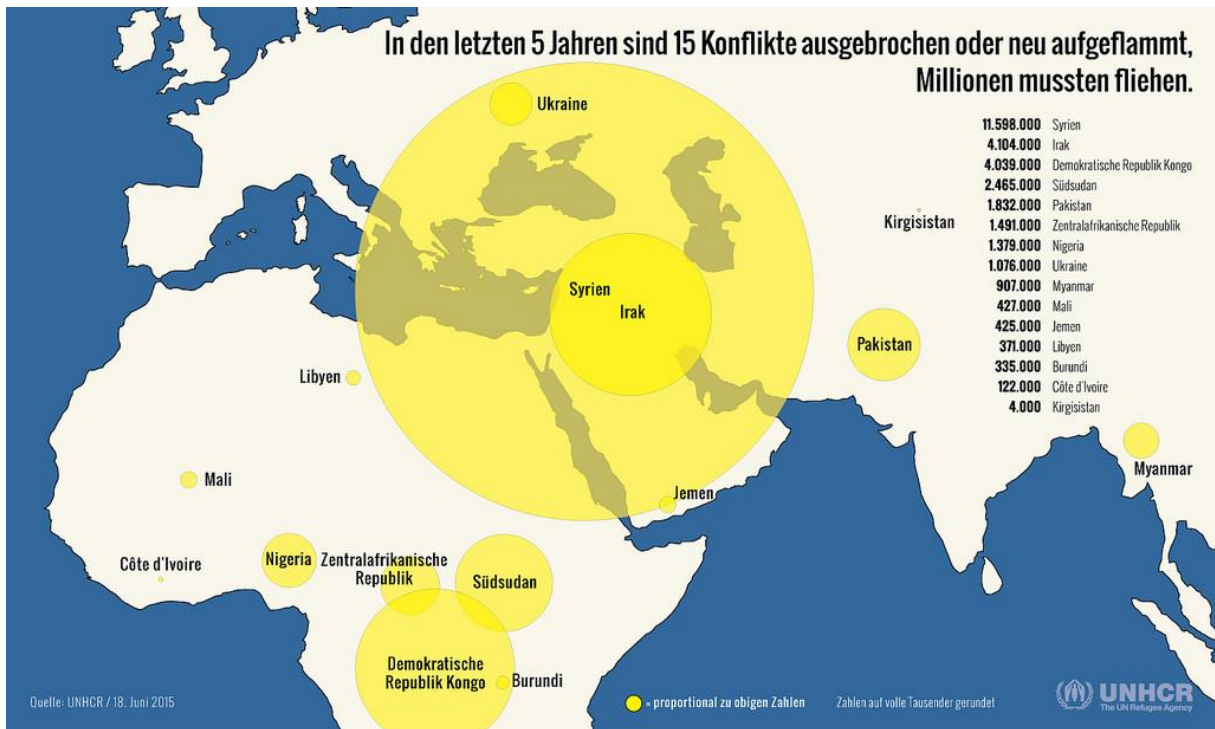 In den letzten 5 Jahren sind 15 Konflikte ausgebrochen oder neu aufgeflammt,
Millionen mussten fliehen.
11.598.000 Syrien
4.104.000 Irak
4.039.000 Demokratische Republik Kongo
2.465.000 Südsudan
1.832.000 Pakistan
1.491.000 Zentralafrikanische Republik
1.379.000 Nigeria
1.076.000 Ukraine
907.000 Myanmar
427.000 Mali
425.000 Jemen
371.000 Libyen
335.000 Burundi
122.000 Côte d'Ivoire
4.000 Kirgisistan
Ukraine
Kirgisistan
Syrien
Irak
Pakistan
Libyen
Myanmar
Mali
Jemen
Côte d'Ivoire
Nigeria
Zentralafrikanische
Republik
Südsudan
Demokratische
Republik Kongo
Burundi
Quelle: UNHCR / 18. Juni 2015
= proportional zu obigen Zahlen
Zahlen auf volle Tausender gerundet
UNHCR
The UN Refugee Agency